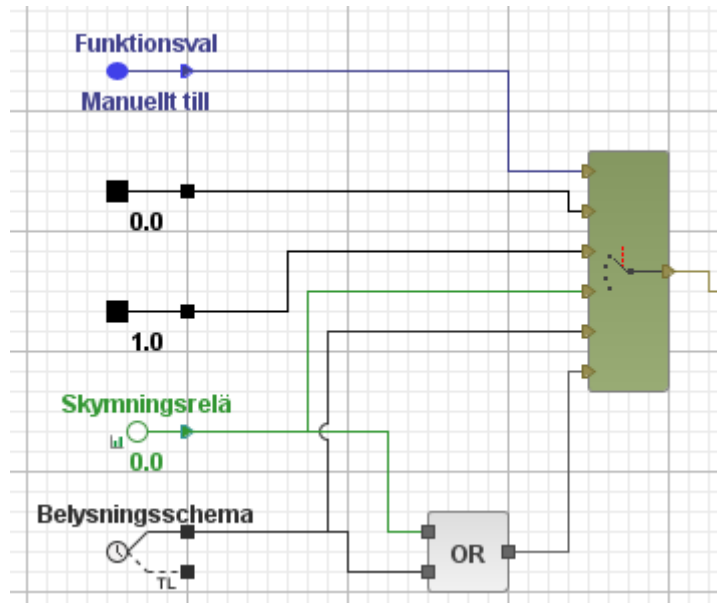 Funktionsval
Manuellt till
0.0
1.0
Skymningsrelä
0.0
Belysningsschema
TL
OR